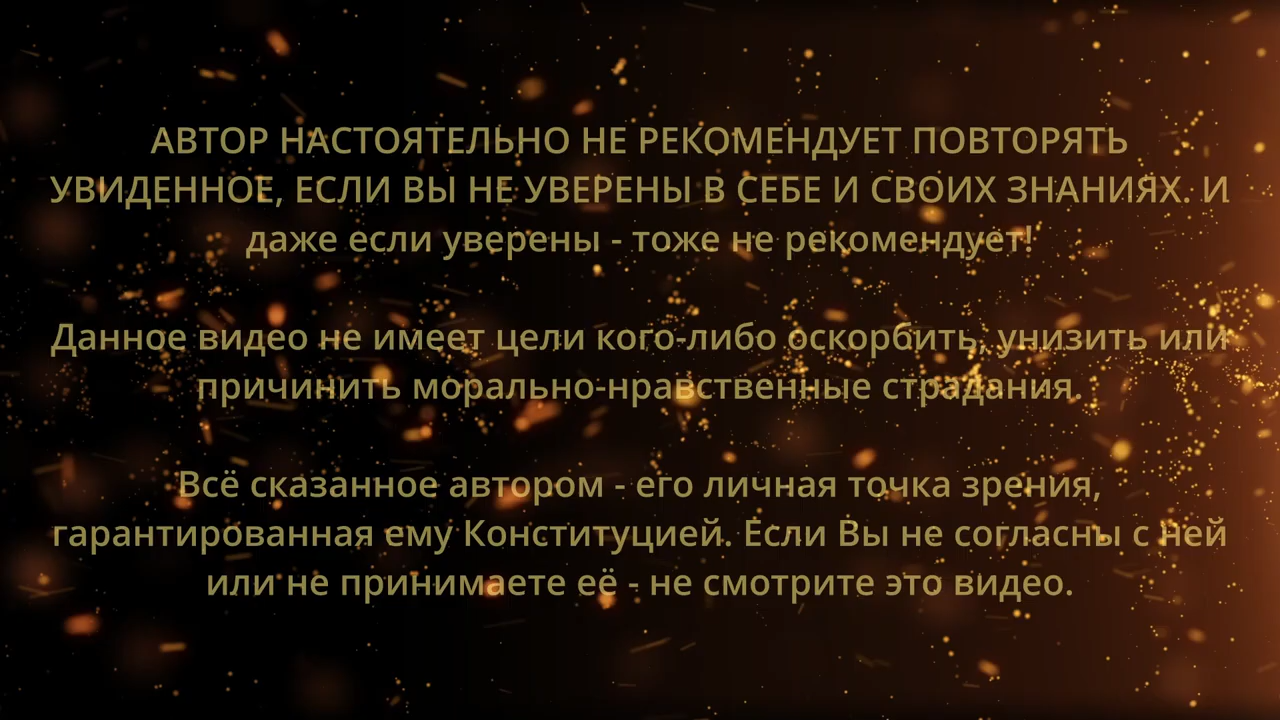 АВТОР НАСТОЯТЕЛЬНО НЕ РЕКОМЕНДУЕТ ПОВТОРЯТЬ
УВИДЕННОЕ, ЕСЛИ ВЫ НЕ УВЕРЕНЫ В СЕБЕ И СВОИХ ЗНАНИЯХ. И
даже если уверены - тоже не рекомендует!
Данное видео не имеет цели кого-либо оскорбить, унизить или
причинить морально-нравственные страдания.
Всё сказанное автором - его личная точка зрения,
гарантированная ему Конституцией. Если Вы не согласны с ней
или не принимаете её - не смотрите это видео.